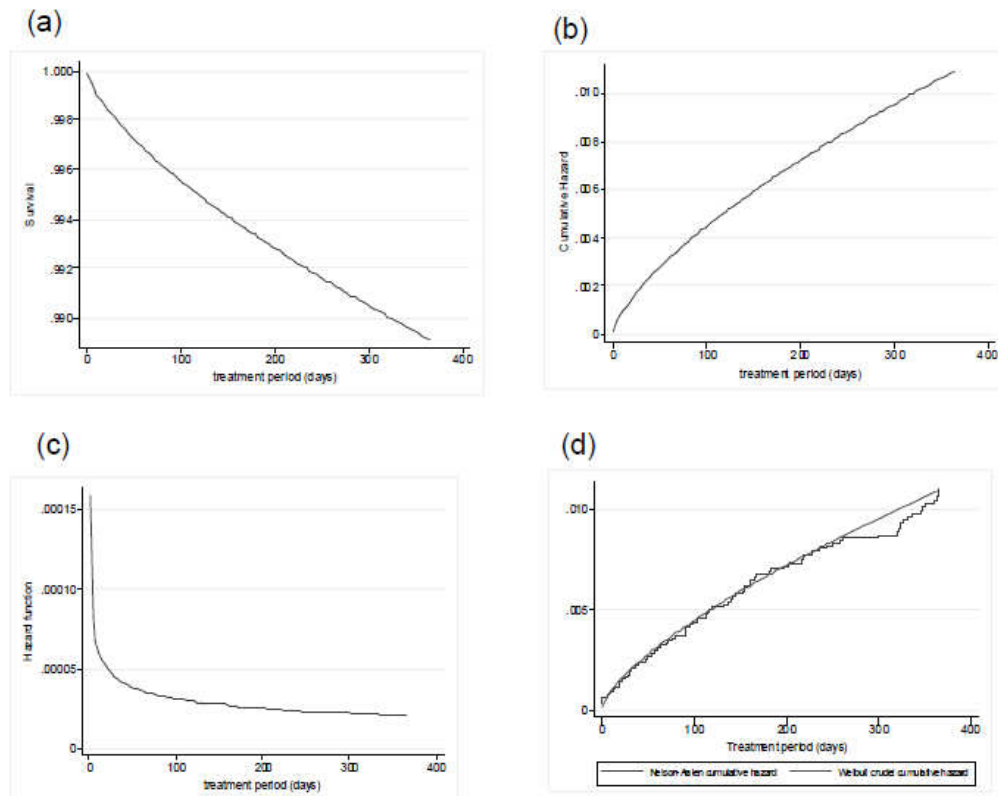 (a)
1.000
.998
.996
.994
.992
.990
Survival
0 100 200 300 400
treatment period (days)
(b)
.010
.008
.006
.004
.002
0
Cumulative Hazard
0 100 200 300 400
treatment period (days)
(c)
.00015
.00010
.00005
0
Hazard function
0 100 200 300 400
treatment period (days)
(d)
.010
.005
0
0 100 200 300 400
Treatment period (days)
Nelson-Aalen cumulative hazard Weibull crude cumulative hazard